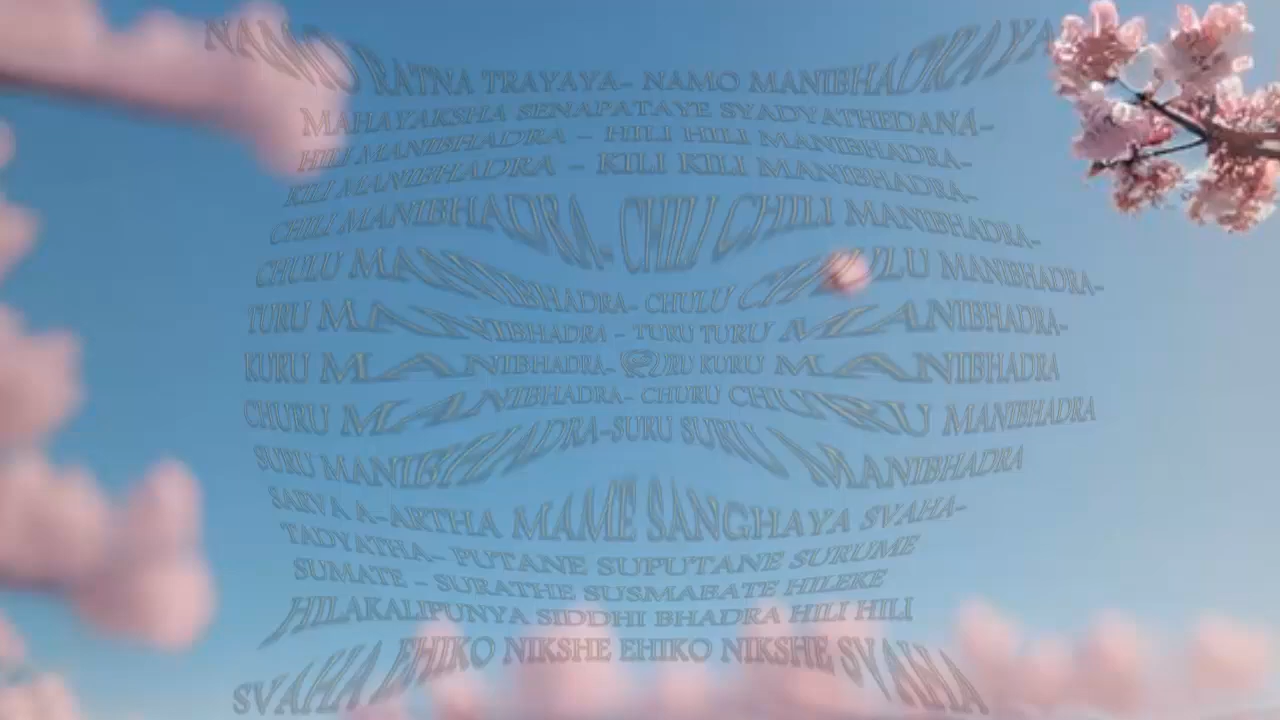 NAMO RATNA TRAYAYA- NAMO MANIBHADRAYA
MAHAYAKSHA SENAPATAYE SYADYATHEDANA-
HILI MANIBHADRA - HILI HILI MANIBHADRA-
KILI MANIBHADRA - KILI KILI MANIBHADRA-
CHILI MANIBHADRA- CHILI CHILI MANIBHADRA-
CHULU MANIBHADRA- CHULU CHULU MANIBHADRA-
TURU MANIBHADRA - TURU TURU MANIBHADRA-
KURU MANIBHADRA- KURU KURU MANIBHADRA
CHURU MANIBHADRA- CHURU CHURU MANIBHADRA
SURU MANIBHADRA-SURU SURU MANIBHADRA
SARVA A-ARTHA MAME SANGHAYA SVAHA-
TADYATHA- PUTANE SUPUTANE SURUME
SUMATE - SURATHE SUSMABATE HILEKE
HILAKALIPUNYA SIDDHI BHADRA HILI HILI
SVAHA EHIKO NIKSHE EHIKO NIKSHE SVAHA